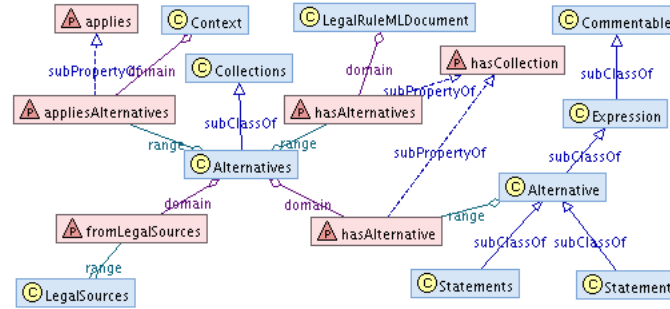 P applies
C Context
C LegalRuleMLDocument
C Commentable
subPropertyOf
domain
C Collections
domain
P hasCollection
subPropertyOf
subClassOf
P appliesAlternatives
P hasAlternatives
C Expression
subClassOf
range
range
subPropertyOf
C Alternatives
subClassOf
C Alternative
domain
domain
range
P fromLegalSources
P hasAlternative
subClassOf
subClassOf
range
C LegalSources
C Statements
C Statement